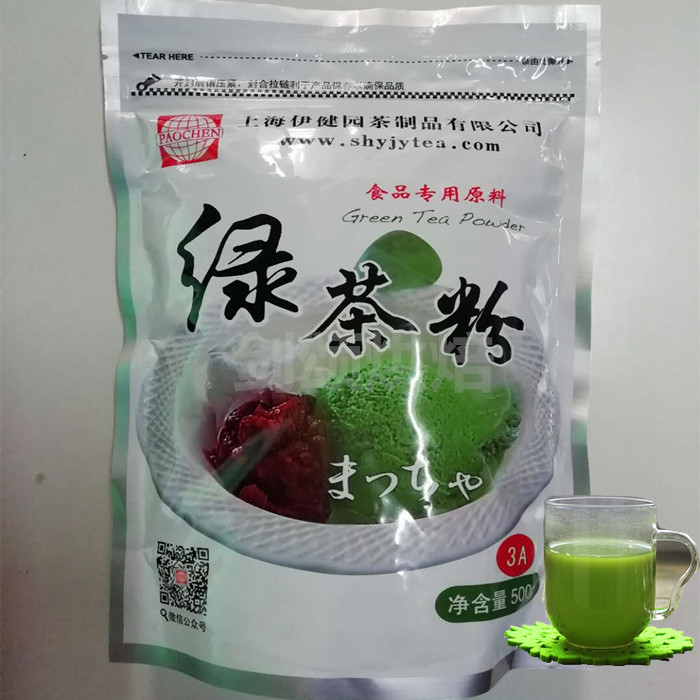 TEAR HERE
PAOCHEN
上海伊健园茶制品有限公司
www.shyjytea.com
食品专用原料
Green Tea Powder
绿茶粉
まっちゃ
3A
净含量 500
微信公众号